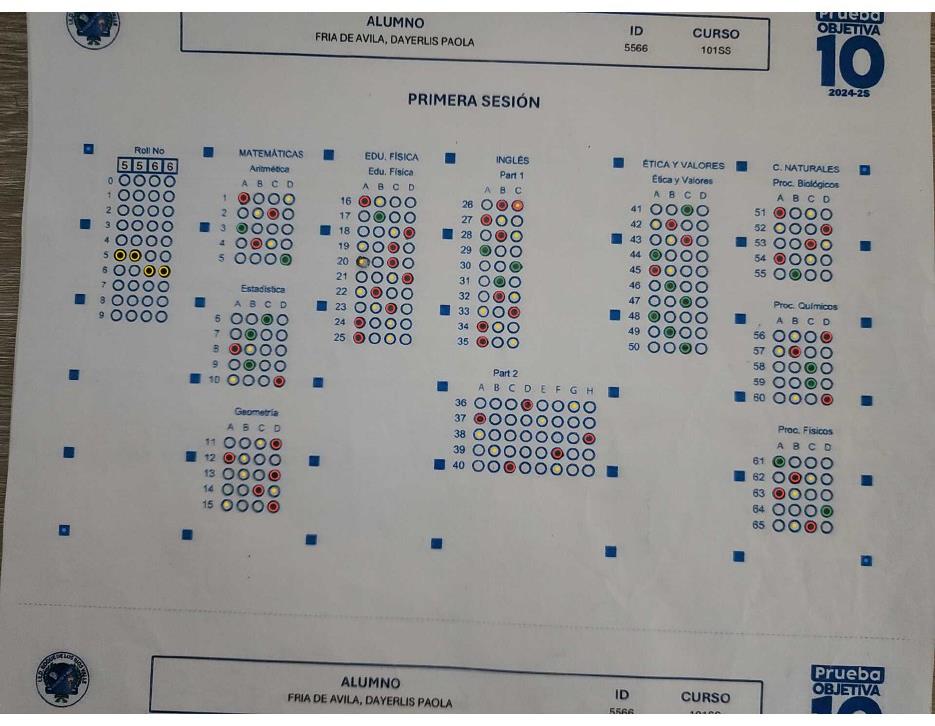 ALUMNO
FRIA DE AVILA, DAYERLIS PAOLA
ID
5566
CURSO
101SS
Prueba
OBJETIVA
10
2024-2S
PRIMERA SESIÓN
Roll No
5 5 6 6
0
1
2
3
4
5
6
7
8
9
MATEMÁTICAS
Aritmética
A B C D
1
2
3
4
5
Estadística
A B C D
6
7
8
9
10
Geometría
A B C D
11
12
13
14
15
EDU. FÍSICA
Edu. Física
A B C D
16
17
18
19
20
21
22
23
24
25
INGLÉS
Part 1
A B C
26
27
28
29
30
31
32
33
34
35
Part 2
A B C D E F G H
36
37
38
39
40
ÉTICA Y VALORES
Ética y Valores
A B C D
41
42
43
44
45
46
47
48
49
50
C. NATURALES
Proc. Biológicos
A B C D
51
52
53
54
55
Proc. Químicos
A B C D
56
57
58
59
60
Proc. Físicos
A B C D
61
62
63
64
65
ALUMNO
FRIA DE AVILA, DAYERLIS PAOLA
ID
5566
CURSO
101SS
Prueba
OBJETIVA
10